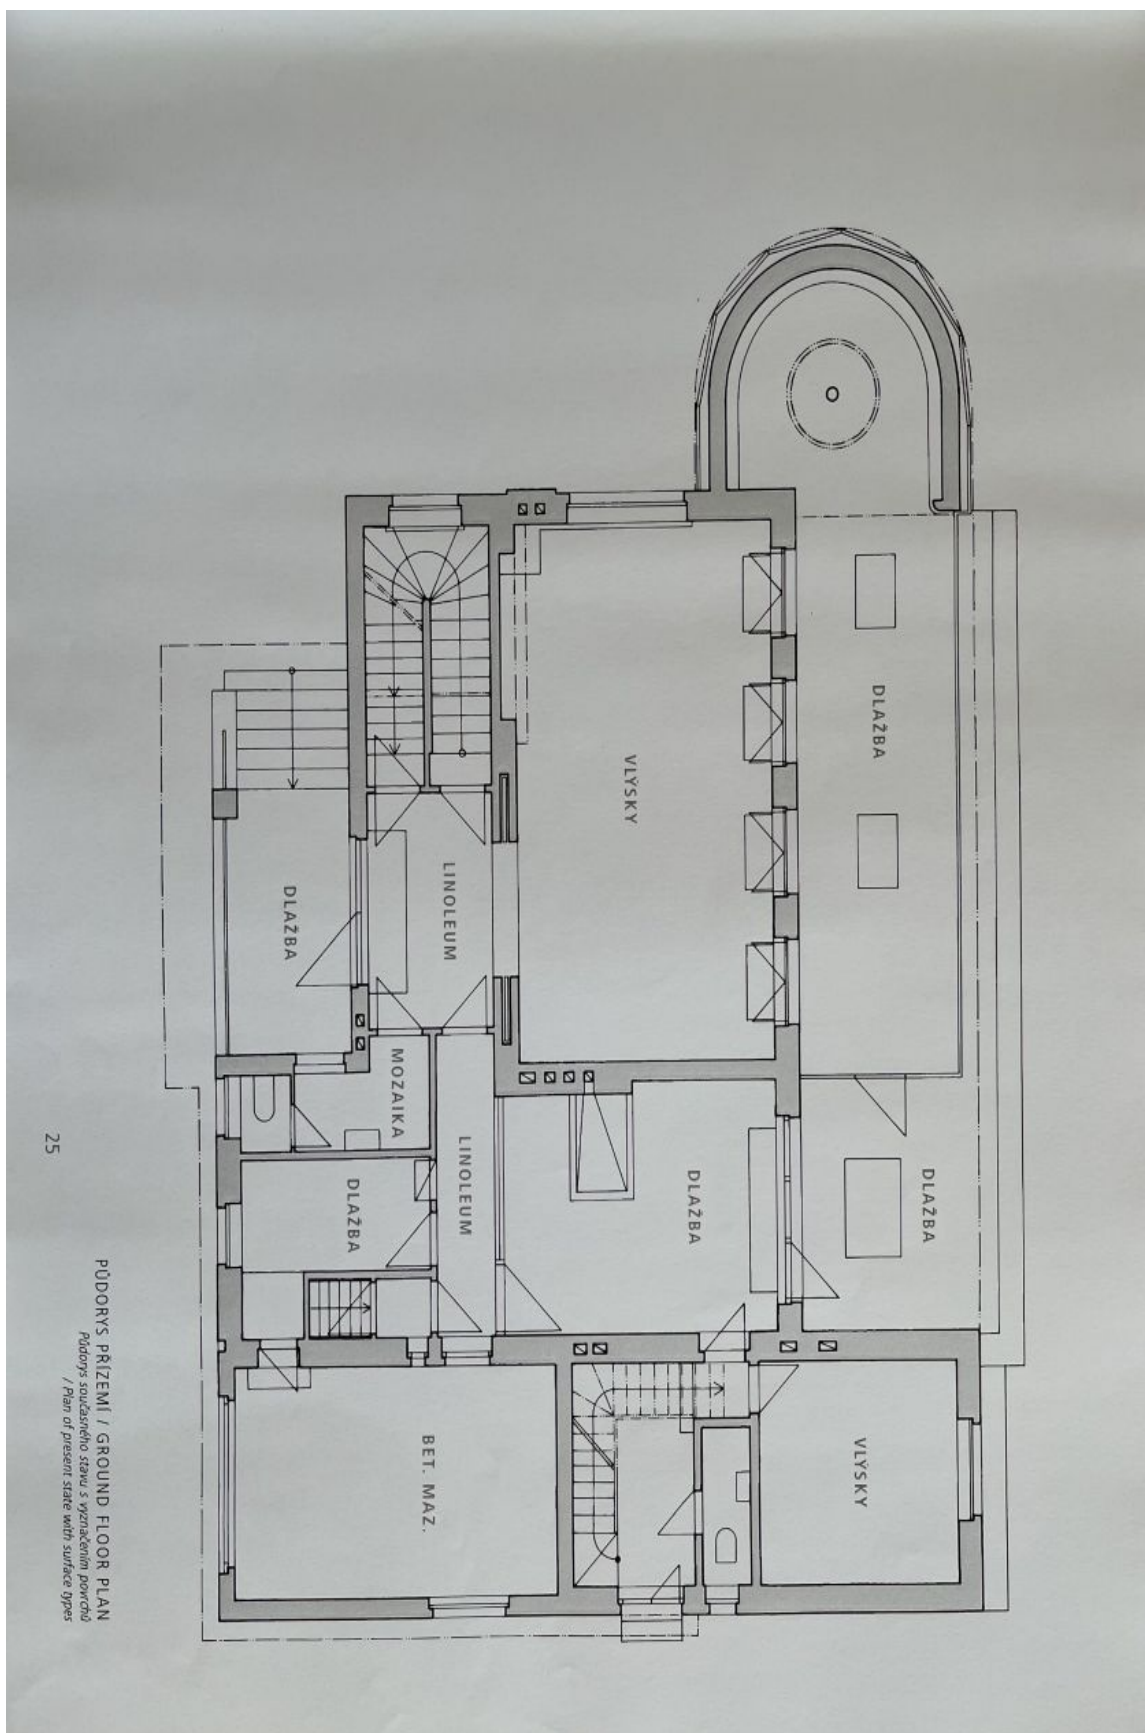 DLAŽBA
DLAŽBA
VLÝSKY
VLÝSKY
DLAŽBA
LINOLEUM
LINOLEUM
BET. MAZ.
MOZAIKA
DLAŽBA
DLAŽBA
PŮDORYS PŘÍZEMÍ / GROUND FLOOR PLAN
Půdorys současného stavu s vyznačením povrchů
/ Plan of present state with surface types
25